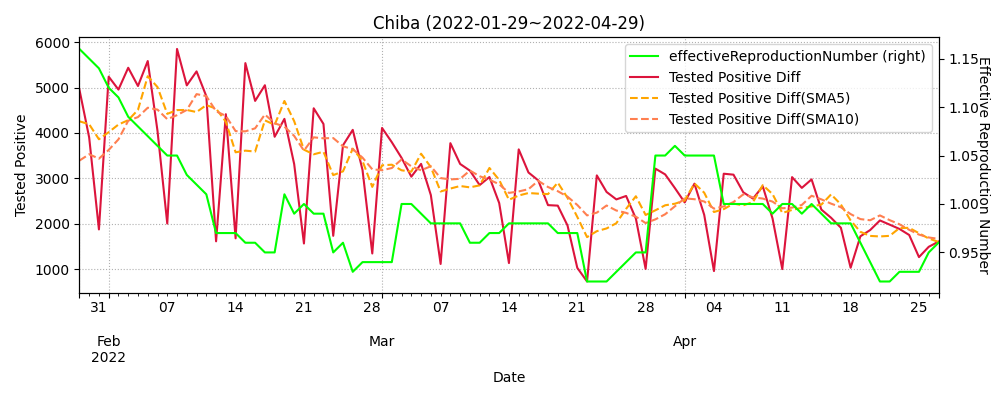 Chiba (2022-01-29~2022-04-29)
effectiveReproductionNumber (right)
Tested Positive Diff
Tested Positive Diff(SMA5)
Tested Positive Diff(SMA10)
Tested Positive
6000
5000
4000
3000
2000
1000
1.15
1.10
1.05
1.00
0.95
Effective Reproduction Number
31 07 14 21 28 07 14 21 28 04 11 18 25
Feb Mar Apr
2022
Date